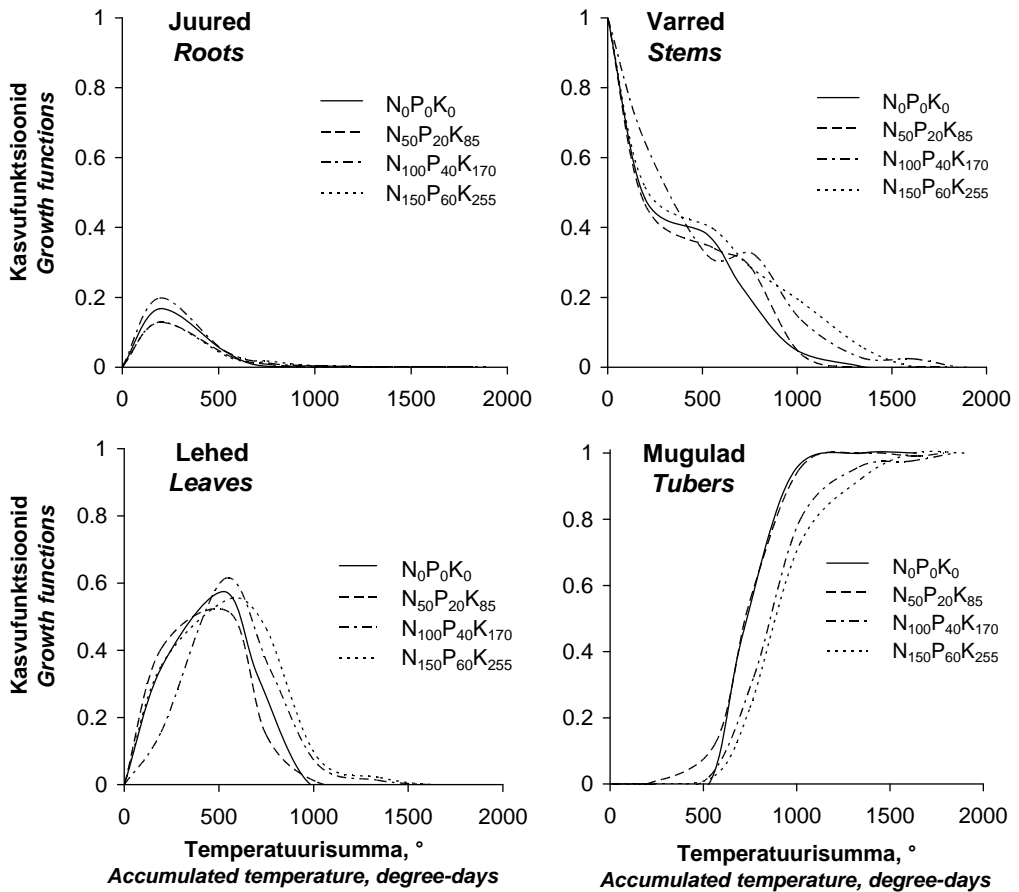 Juured
Roots
1
0.8
0.6
0.4
0.2
0
0 500 1000 1500 2000
Kasvufunktsioonid
Growth functions
N₀P₀K₀
N₅₀P₂₀K₈₅
N₁₀₀P₄₀K₁₇₀
N₁₅₀P₆₀K₂₅₅
Varred
Stems
1
0.8
0.6
0.4
0.2
0
0 500 1000 1500 2000
N₀P₀K₀
N₅₀P₂₀K₈₅
N₁₀₀P₄₀K₁₇₀
N₁₅₀P₆₀K₂₅₅
Lehed
Leaves
1
0.8
0.6
0.4
0.2
0
0 500 1000 1500 2000
Kasvufunktsioonid
Growth functions
N₀P₀K₀
N₅₀P₂₀K₈₅
N₁₀₀P₄₀K₁₇₀
N₁₅₀P₆₀K₂₅₅
Temperatuurisumma, °
Accumulated temperature, degree-days
Mugulad
Tubers
1
0.8
0.6
0.4
0.2
0
0 500 1000 1500 2000
N₀P₀K₀
N₅₀P₂₀K₈₅
N₁₀₀P₄₀K₁₇₀
N₁₅₀P₆₀K₂₅₅
Temperatuurisumma, °
Accumulated temperature, degree-days